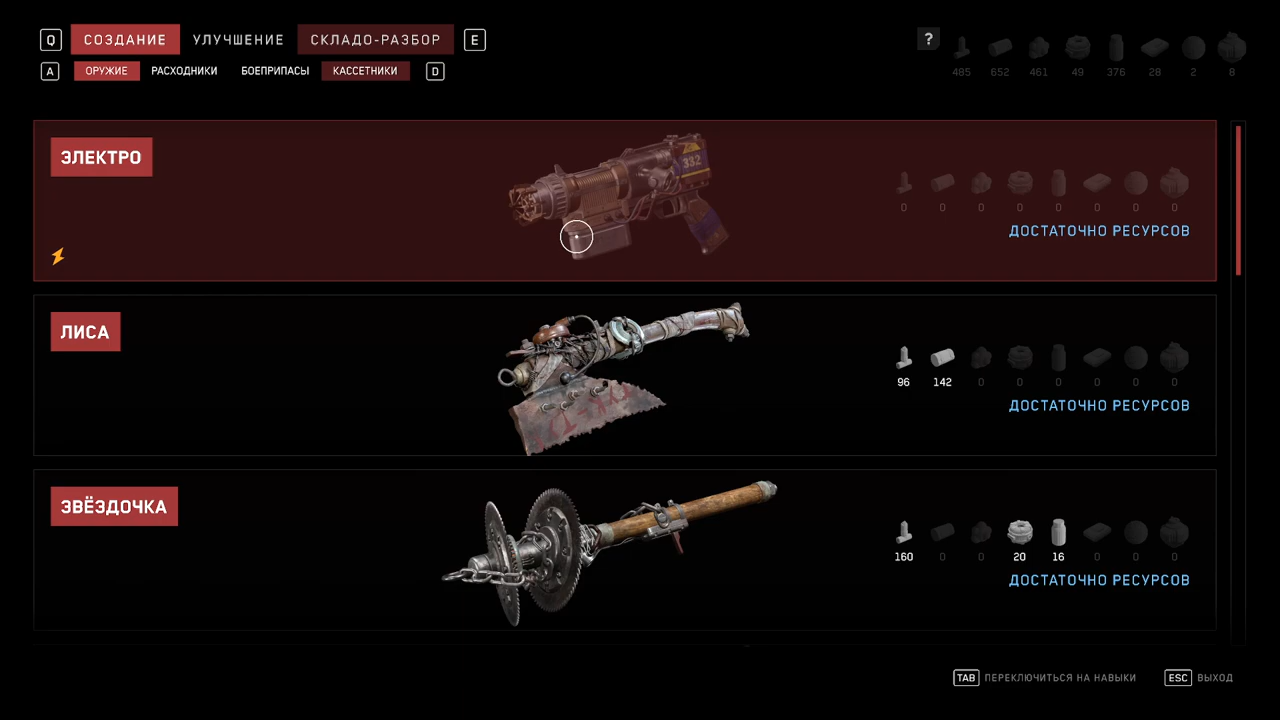 Q СОЗДАНИЕ УЛУЧШЕНИЕ СКЛАДО-РАЗБОР E
A ОРУЖИЕ РАСХОДНИКИ БОЕПРИПАСЫ КАССЕТНИКИ D
?
485 652 461 49 376 28 2 8
ЭЛЕКТРО
332
0 0 0 0 0 0 0 0
ДОСТАТОЧНО РЕСУРСОВ
ЛИСА
96 142 0 0 0 0 0 0
ДОСТАТОЧНО РЕСУРСОВ
ЗВЁЗДОЧКА
160 0 0 20 16 0 0 0
ДОСТАТОЧНО РЕСУРСОВ
TAB ПЕРЕКЛЮЧИТЬСЯ НА НАВЫКИ ESC ВЫХОД